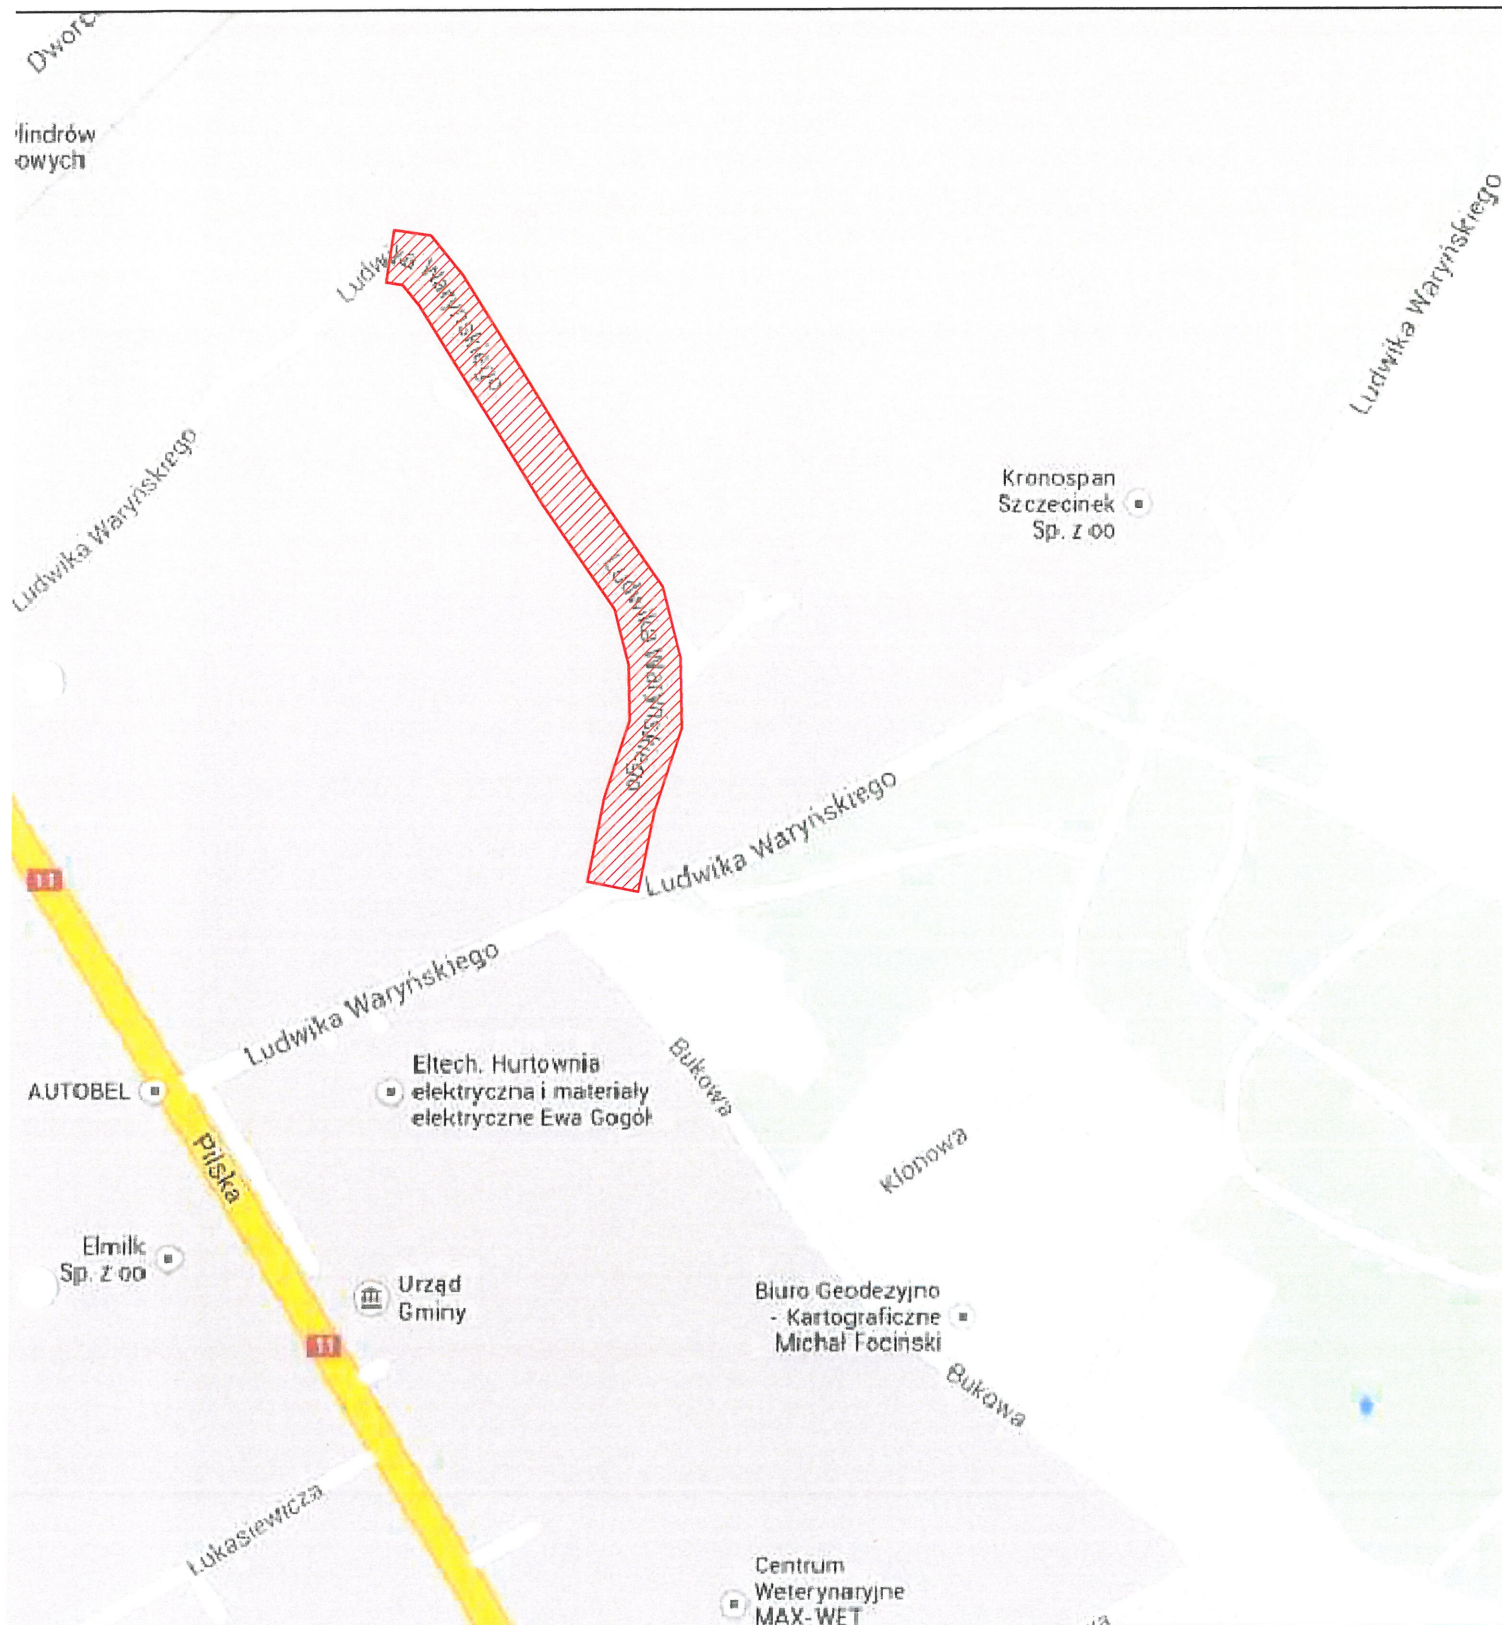 Dworc
lindrów
owych
Ludwika Waryńskiego
Ludwika Waryńskiego
Ludwika Waryńskiego
Kronospan
Szczecinek
Sp. z oo
Ludwika Waryńskiego
Ludwika Waryńskiego
Ludwika Waryńskiego
11
Ludwika Waryńskiego
Eltech. Hurtownia
elektryczna i materiały
elektryczne Ewa Gogół
AUTOBEL
Bukowa
Pilska
Klonowa
Elmilk
Sp. z oo
Urząd
Gminy
Biuro Geodezyjno
- Kartograficzne
Michał Fociński
11
Bukowa
Łukasiewicza
Centrum
Weterynaryjne
MAX-WET